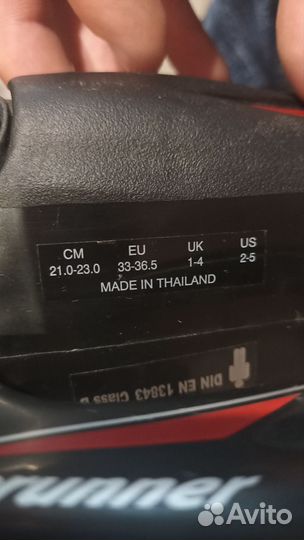 CM EU UK US
21.0-23.0 33-36.5 1-4 2-5
MADE IN THAILAND
DIN EN 13843 Class
runner
Avito